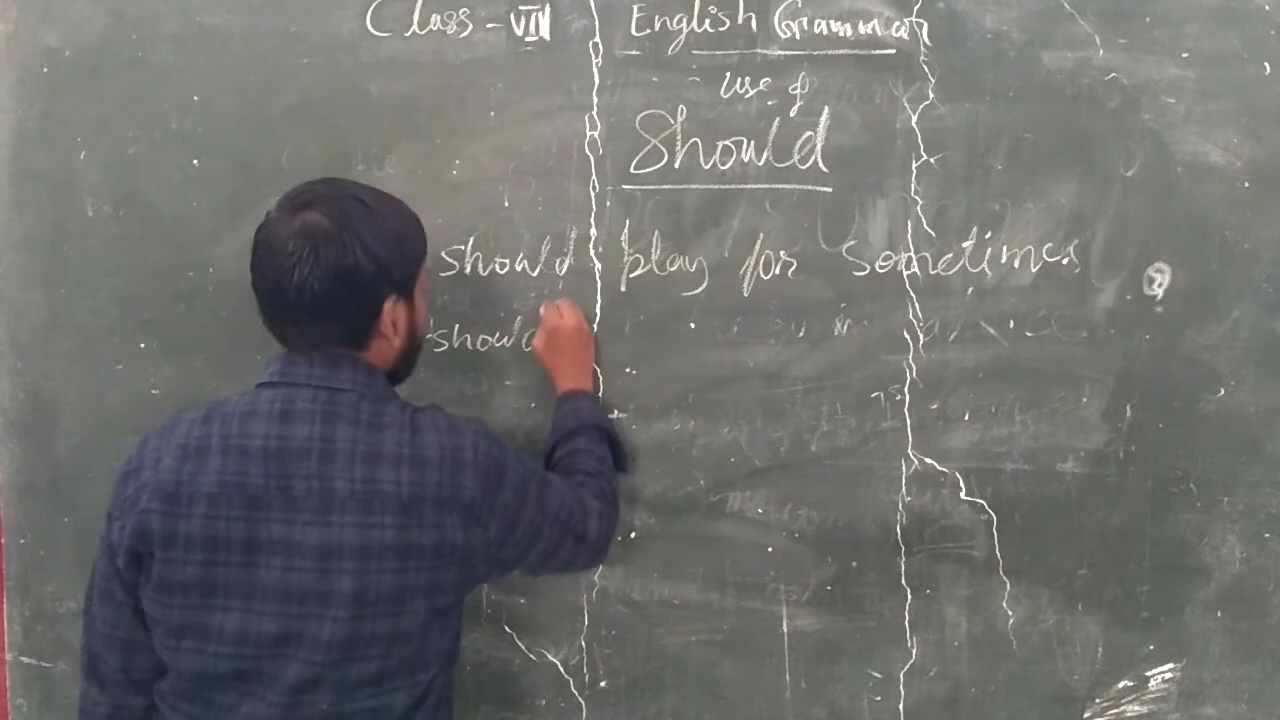 Class - VIII English Grammar
use of
Should
should play for sometimes
should